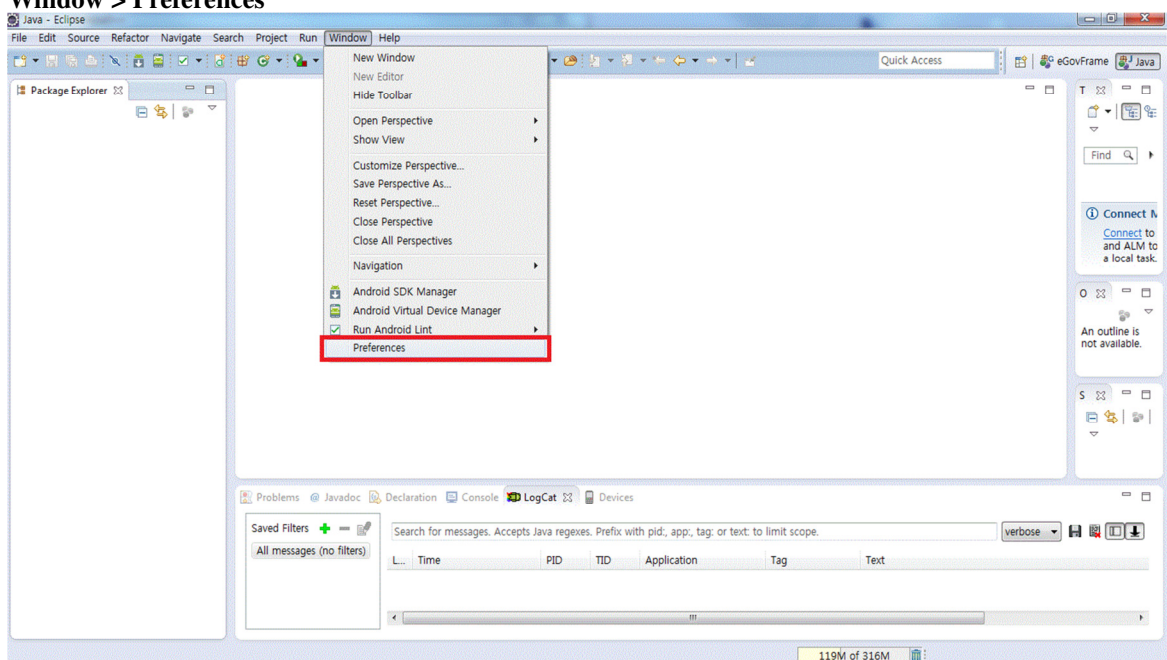 Window > Preferences
Java - Eclipse
File Edit Source Refactor Navigate Search Project Run Window Help
Quick Access
eGovFrame
Java
New Window
New Editor
Hide Toolbar
Open Perspective
Show View
Customize Perspective...
Save Perspective As...
Reset Perspective...
Close Perspective
Close All Perspectives
Navigation
Android SDK Manager
Android Virtual Device Manager
Run Android Lint
Preferences
Package Explorer
T
Find
Connect M
Connect to
and ALM to
a local task.
O
An outline is
not available.
S
Problems @ Javadoc Declaration Console LogCat Devices
Saved Filters
All messages (no filters)
Search for messages. Accepts Java regexes. Prefix with pid:, app:, tag: or text: to limit scope.
verbose
L... Time PID TID Application Tag Text
119M of 316M